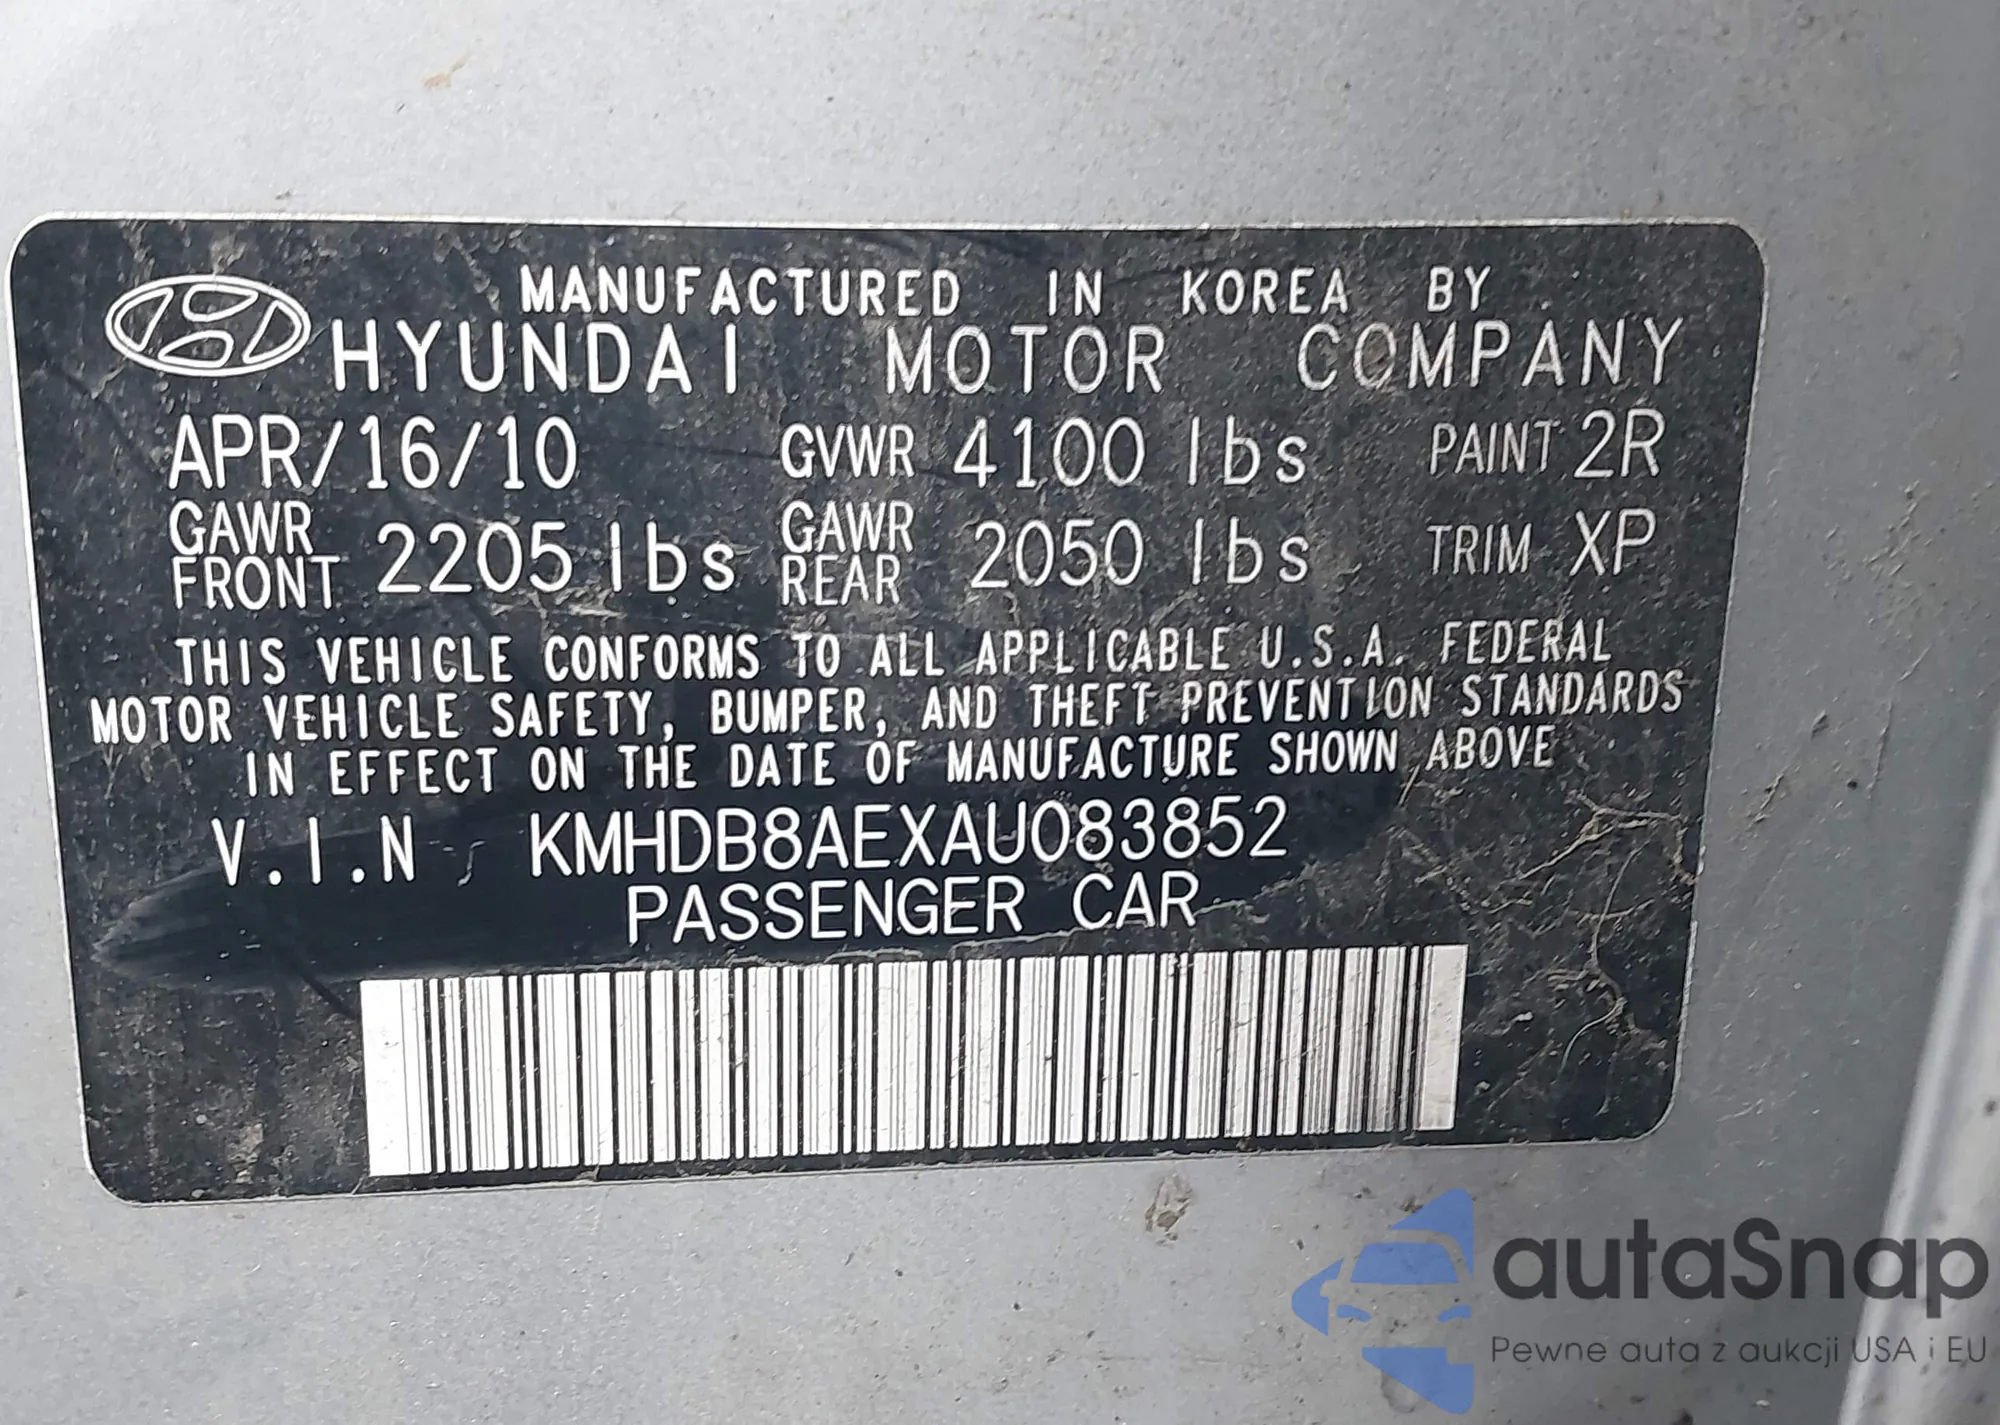 MANUFACTURED IN KOREA BY
HYUNDAI MOTOR COMPANY
APR/16/10 GVWR 4100 lbs PAINT 2R
GAWR FRONT 2205 lbs GAWR REAR 2050 lbs TRIM XP
THIS VEHICLE CONFORMS TO ALL APPLICABLE U.S.A. FEDERAL
MOTOR VEHICLE SAFETY, BUMPER, AND THEFT PREVENTION STANDARDS
IN EFFECT ON THE DATE OF MANUFACTURE SHOWN ABOVE
V.I.N KMHDB8AEXAU083852
PASSENGER CAR
autaSnap
Pewne auta z aukcji USA i EU